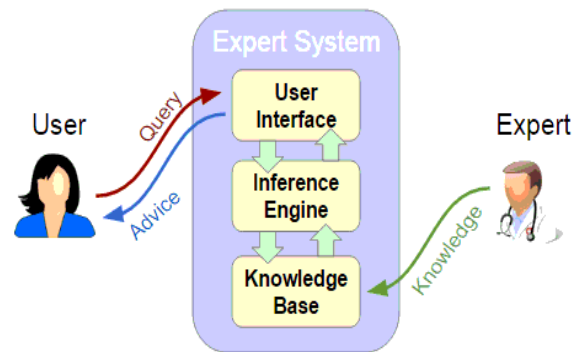 Expert System
User
Query
Advice
User
Interface
Inference
Engine
Knowledge
Base
Expert
Knowledge